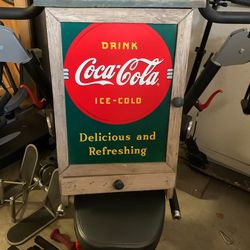 DRINK
Coca-Cola
ICE-COLD
Delicious and
Refreshing